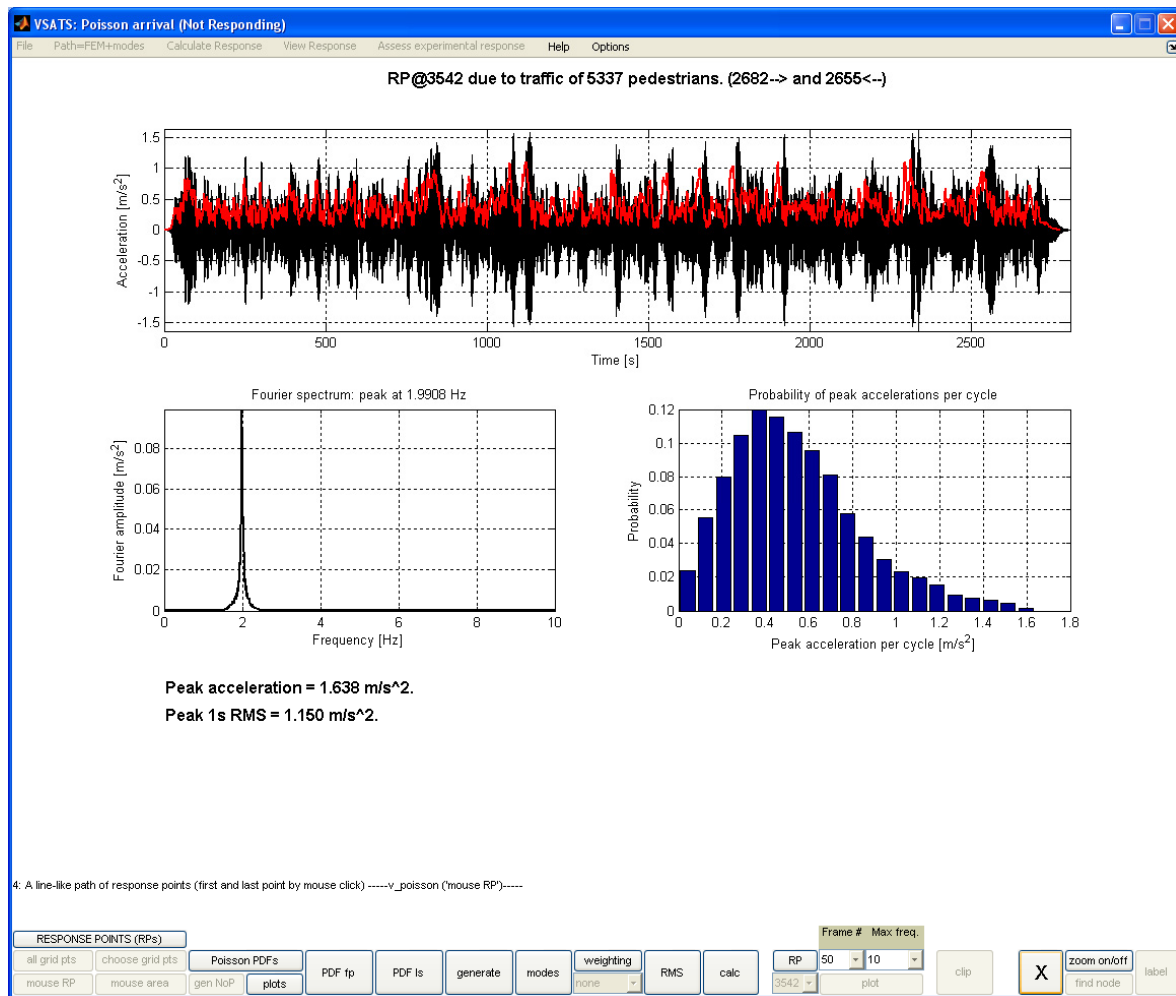 VSATS: Poisson arrival (Not Responding)
File Path=FEM+modes Calculate Response View Response Assess experimental response Help Options
RP@3542 due to traffic of 5337 pedestrians. (2682--> and 2655<--)
1.5
1
0.5
0
-0.5
-1
-1.5
Acceleration [m/s²]
0 500 1000 1500 2000 2500
Time [s]
Fourier spectrum: peak at 1.9908 Hz
0.08
0.06
0.04
0.02
0
Fourier amplitude [m/s²]
0 2 4 6 8 10
Frequency [Hz]
Probability of peak accelerations per cycle
0.12
0.1
0.08
0.06
0.04
0.02
0
Probability
0 0.2 0.4 0.6 0.8 1 1.2 1.4 1.6 1.8
Peak acceleration per cycle [m/s²]
Peak acceleration = 1.638 m/s^2.
Peak 1s RMS = 1.150 m/s^2.
4: A line-like path of response points (first and last point by mouse click) -----v_poisson ('mouse RP')-----
Frame # Max freq.
RESPONSE POINTS (RPs)
all grid pts choose grid pts Poisson PDFs PDF fp PDF ls generate modes weighting RMS calc RP 50 10 clip X zoom on/off label
mouse RP mouse area gen NoP plots none 3542 plot find node